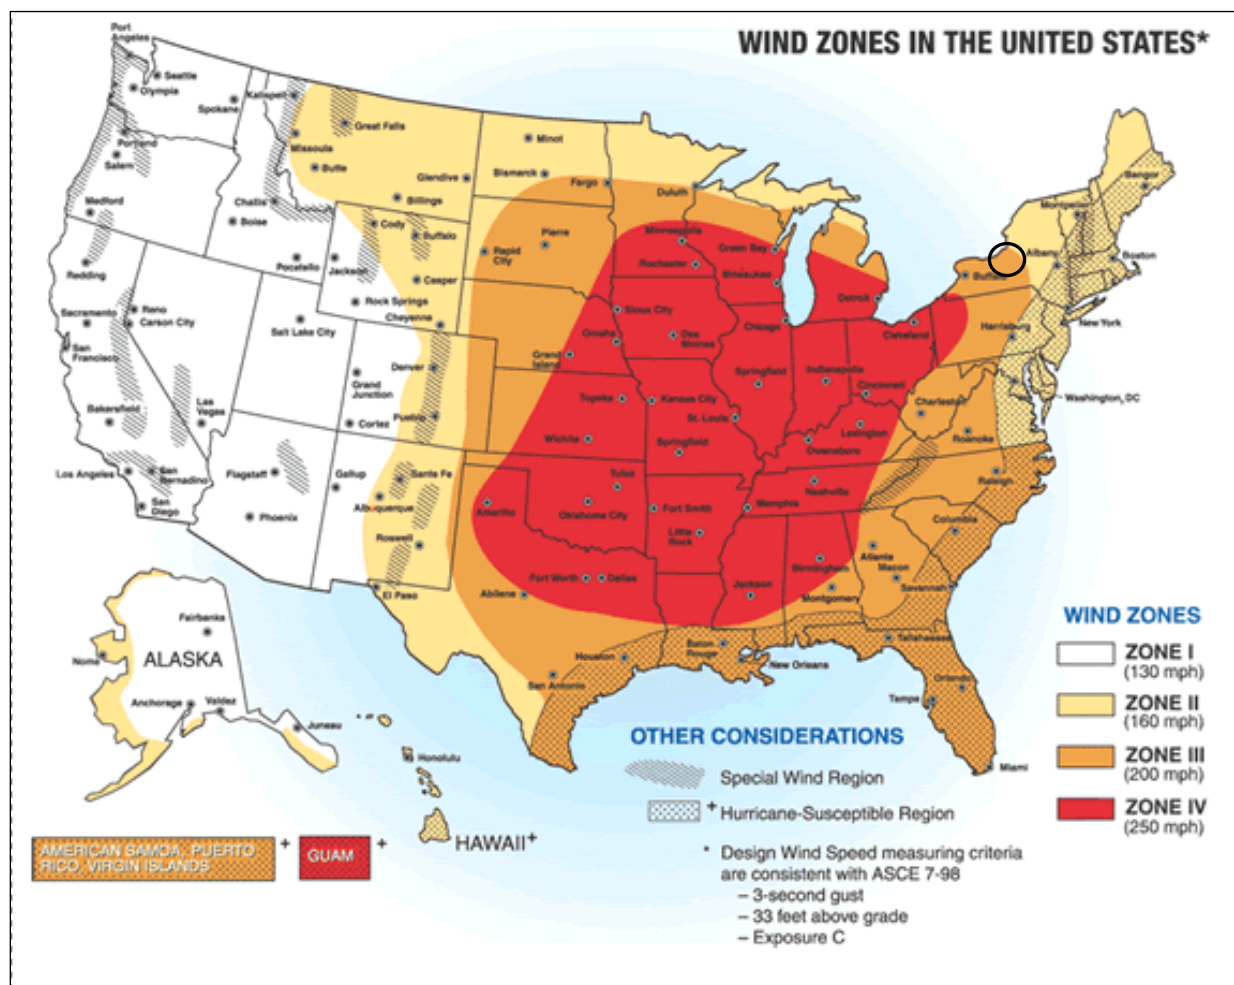 WIND ZONES IN THE UNITED STATES*
Port
Angeles
Seattle
Olympia
Spokane
Kalispell
Great Falls
Portland
Salem
Missoula
Butte
Glendive
Billings
Minot
Bismarck
Fargo
Duluth
Medford
Challis
Boise
Cody
Buffalo
Pierre
Rapid
City
Minneapolis
Green Bay
Rochester
Milwaukee
Bangor
Montpelier
Albany
Boston
Buffalo
Redding
Pocatello
Jackson
Casper
Rock Springs
Cheyenne
Sioux City
Detroit
Sacramento
Reno
Carson City
Salt Lake City
Omaha
Des
Moines
Chicago
Cleveland
Harrisburg
New York
San
Francisco
Grand
Island
Denver
Grand
Junction
Springfield
Indianapolis
Cincinnati
Washington, DC
Las
Vegas
Bakersfield
Pueblo
Cortez
Topeka
Kansas City
St. Louis
Charleston
Lexington
Roanoke
Wichita
Springfield
Owensboro
Los Angeles
San
Bernadino
San
Diego
Flagstaff
Gallup
Sante Fe
Albuquerque
Tulsa
Nashville
Raleigh
Phoenix
Amarillo
Oklahoma City
Fort Smith
Memphis
Columbia
Roswell
Little
Rock
Atlanta
Macon
Birmingham
El Paso
Abilene
Fort Worth
Dallas
Jackson
Montgomery
Savannah
Fairbanks
Nome
ALASKA
Anchorage
Valdez
Juneau
Houston
San Antonio
Baton
Rouge
New Orleans
Tallahassee
Orlando
Tampa
Miami
Honolulu
HAWAII+
WIND ZONES
ZONE I
(130 mph)
ZONE II
(160 mph)
ZONE III
(200 mph)
ZONE IV
(250 mph)
OTHER CONSIDERATIONS
Special Wind Region
+ Hurricane-Susceptible Region
* Design Wind Speed measuring criteria
are consistent with ASCE 7-98
– 3-second gust
– 33 feet above grade
– Exposure C
AMERICAN SAMOA, PUERTO
RICO, VIRGIN ISLANDS
+
GUAM
+